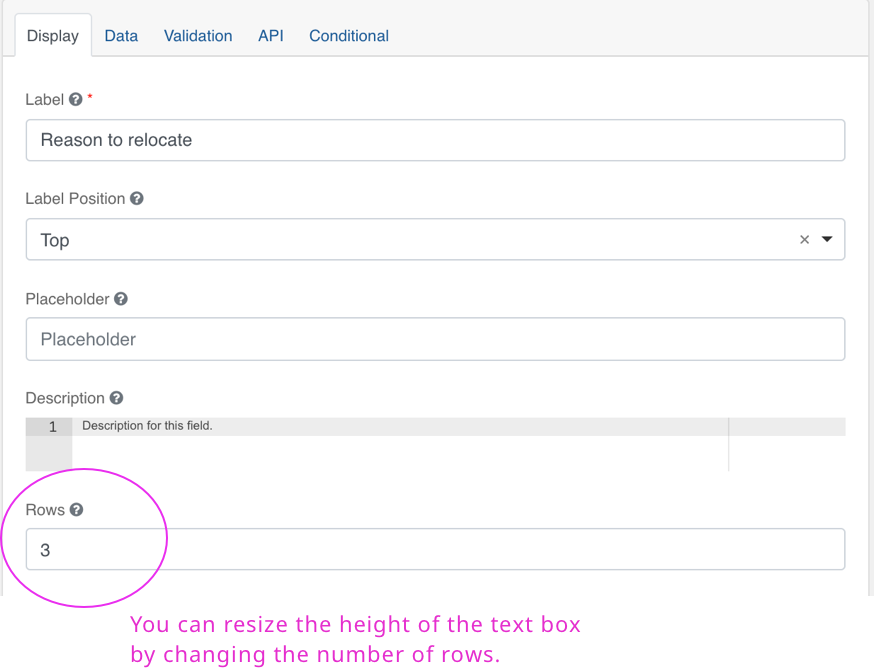 Display Data Validation API Conditional
Label *
Reason to relocate
Label Position
Top
Placeholder
Placeholder
Description
1 Description for this field.
Rows
3
You can resize the height of the text box
by changing the number of rows.